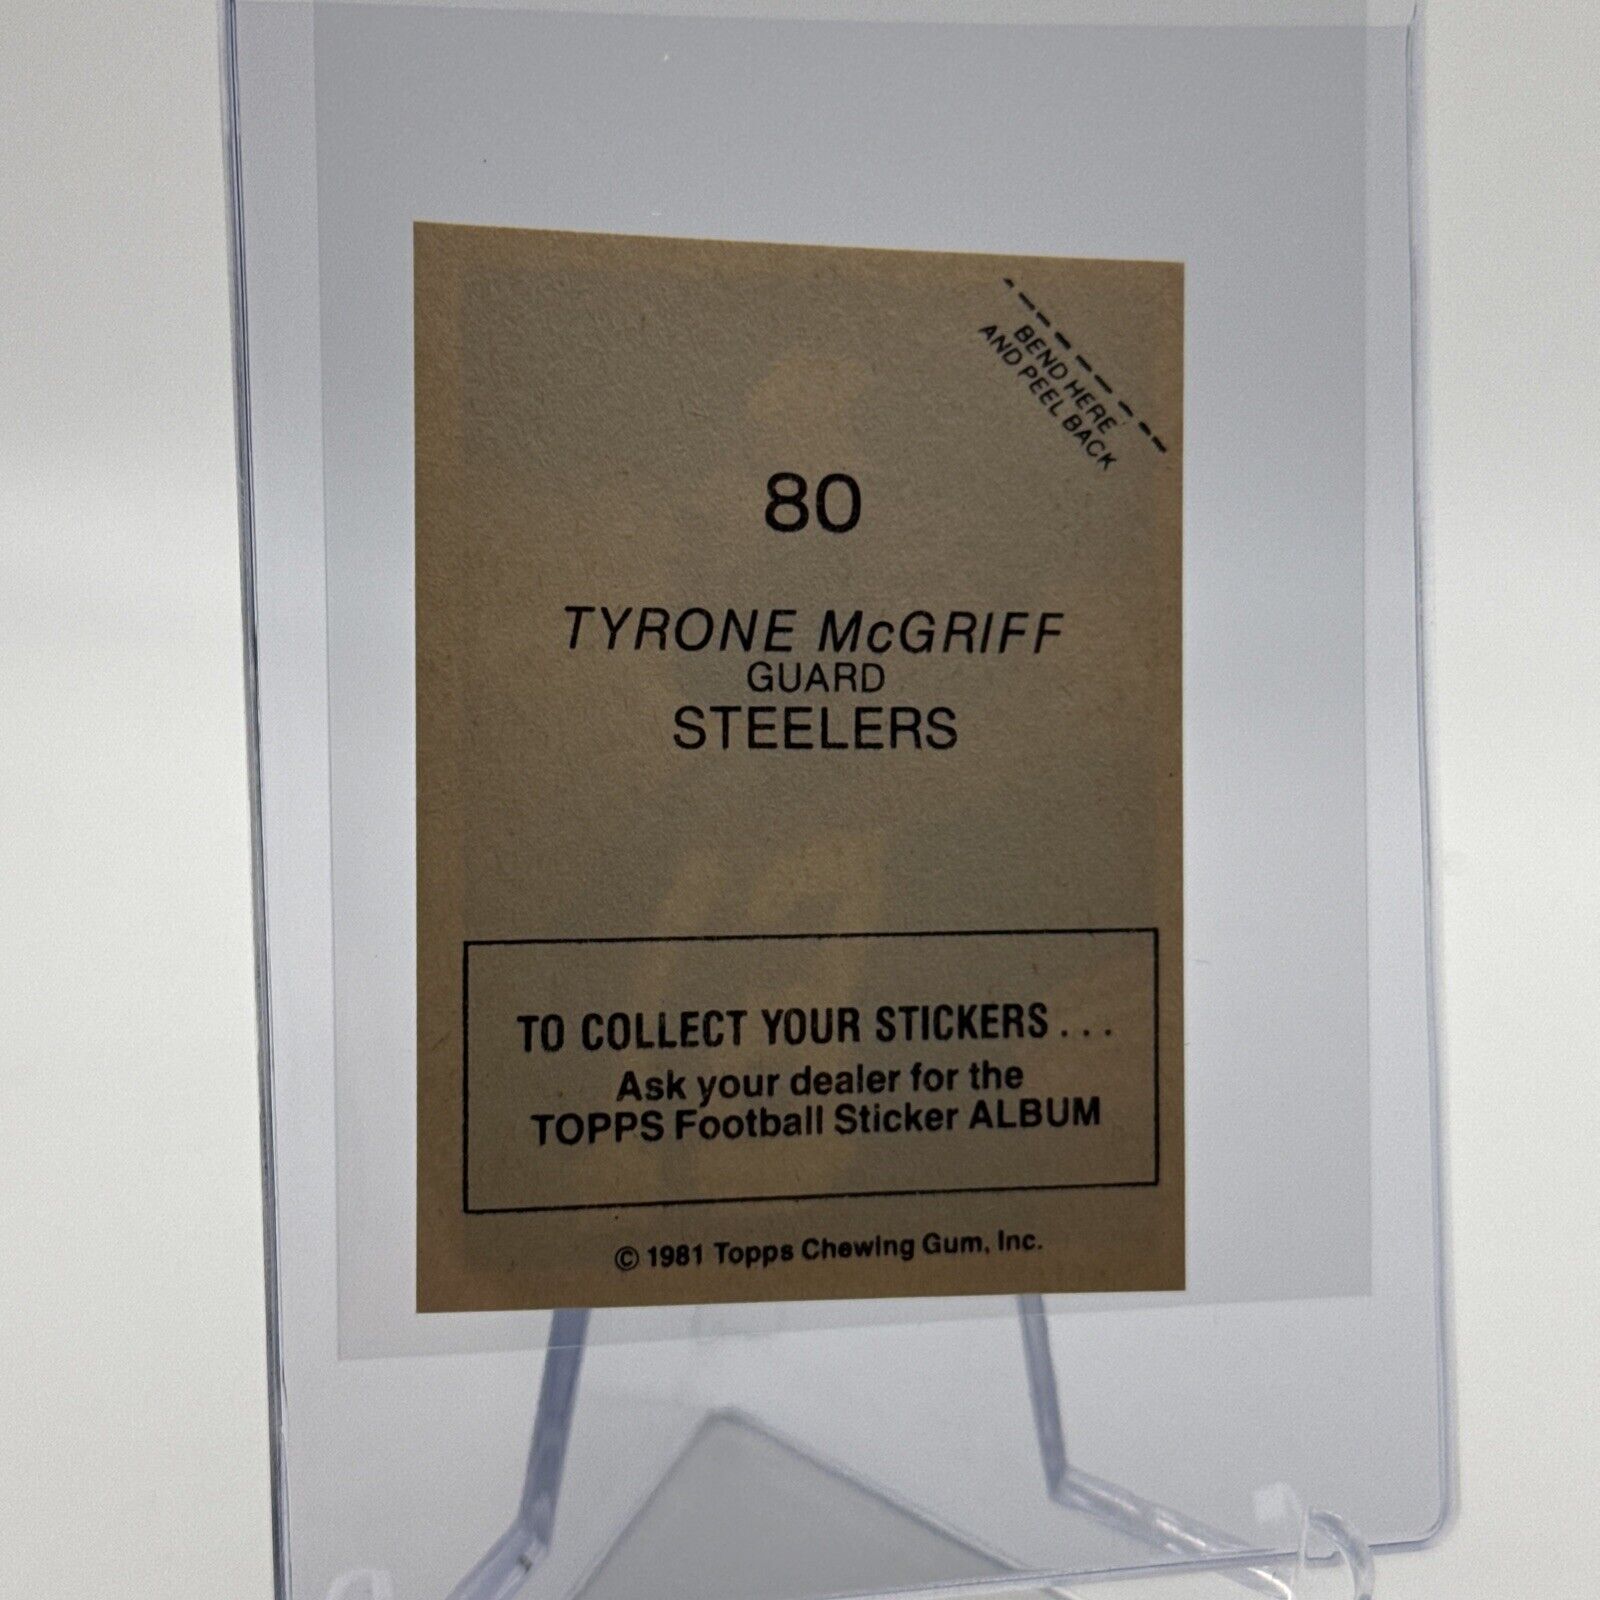 BEND HERE
AND PEEL BACK
80
TYRONE McGRIFF
GUARD
STEELERS
TO COLLECT YOUR STICKERS . . .
Ask your dealer for the
TOPPS Football Sticker ALBUM
© 1981 Topps Chewing Gum, Inc.